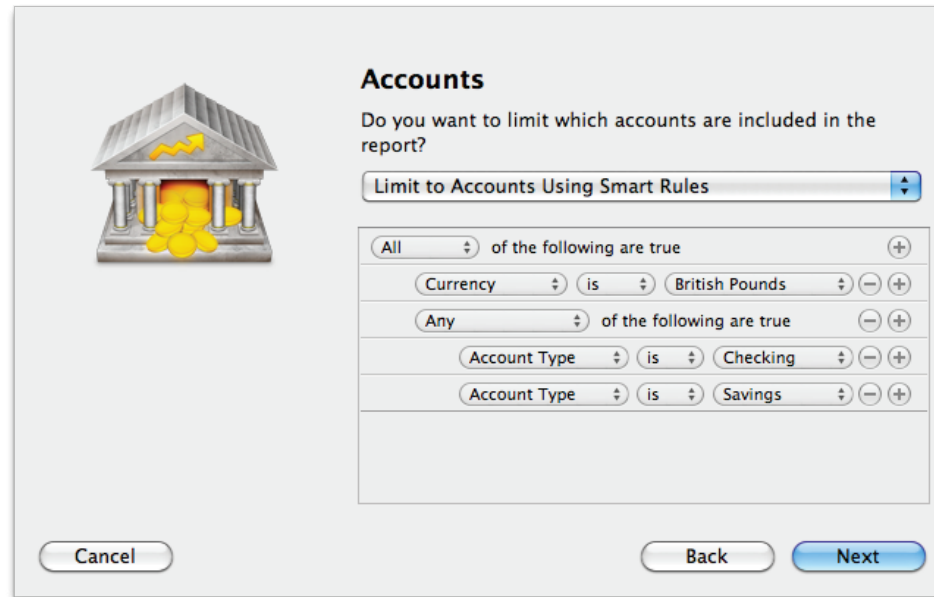 Accounts
Do you want to limit which accounts are included in the
report?
Limit to Accounts Using Smart Rules
All of the following are true
Currency is British Pounds
Any of the following are true
Account Type is Checking
Account Type is Savings
Cancel Back Next